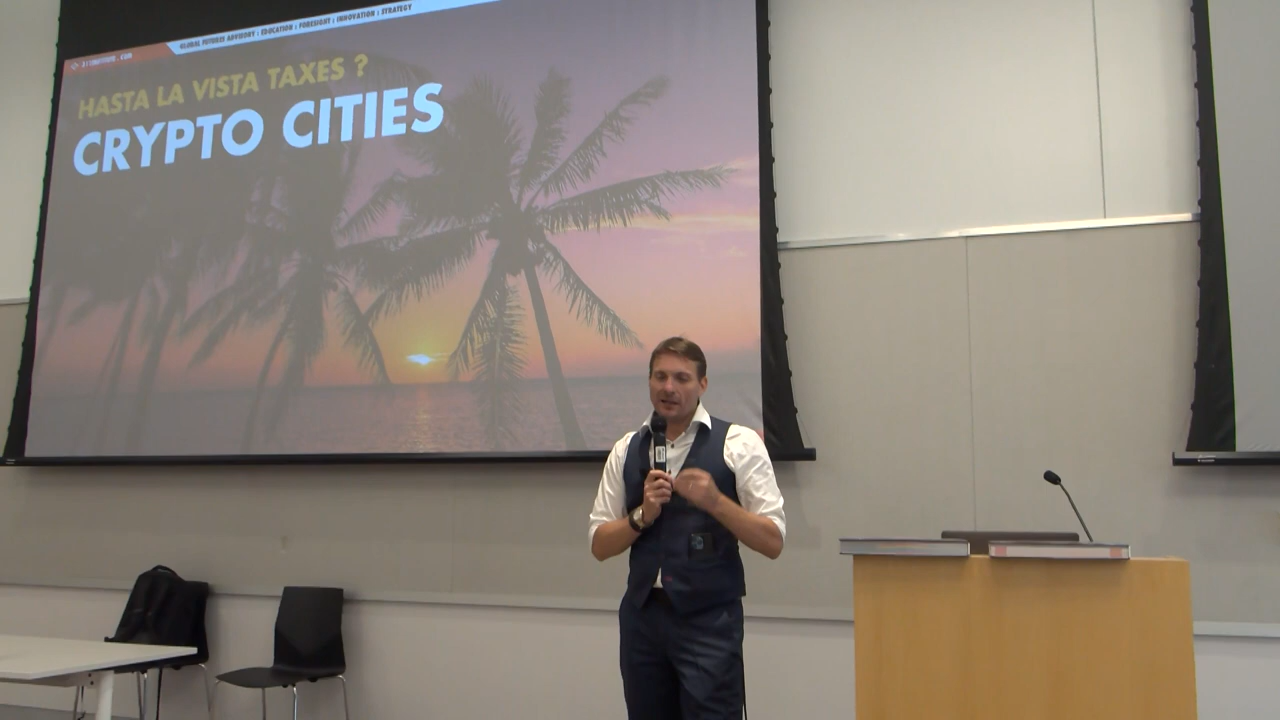 GLOBAL FUTURES ADVISORY : EDUCATION : FORESIGHT : INNOVATION : STRATEGY
HASTA LA VISTA TAXES ?
CRYPTO CITIES